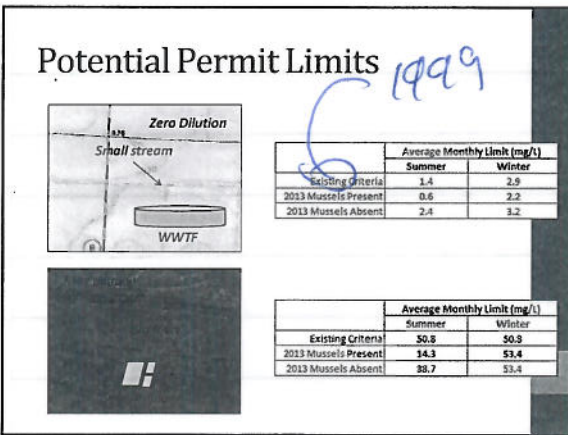 Potential Permit Limits
1999
Zero Dilution
Small stream
WWTF
Average Monthly Limit (mg/L)
Summer Winter
Existing Criteria 1.4 2.9
2013 Mussels Present 0.6 2.2
2013 Mussels Absent 2.4 3.2
Average Monthly Limit (mg/L)
Summer Winter
Existing Criteria 50.8 50.8
2013 Mussels Present 14.3 53.4
2013 Mussels Absent 38.7 53.4